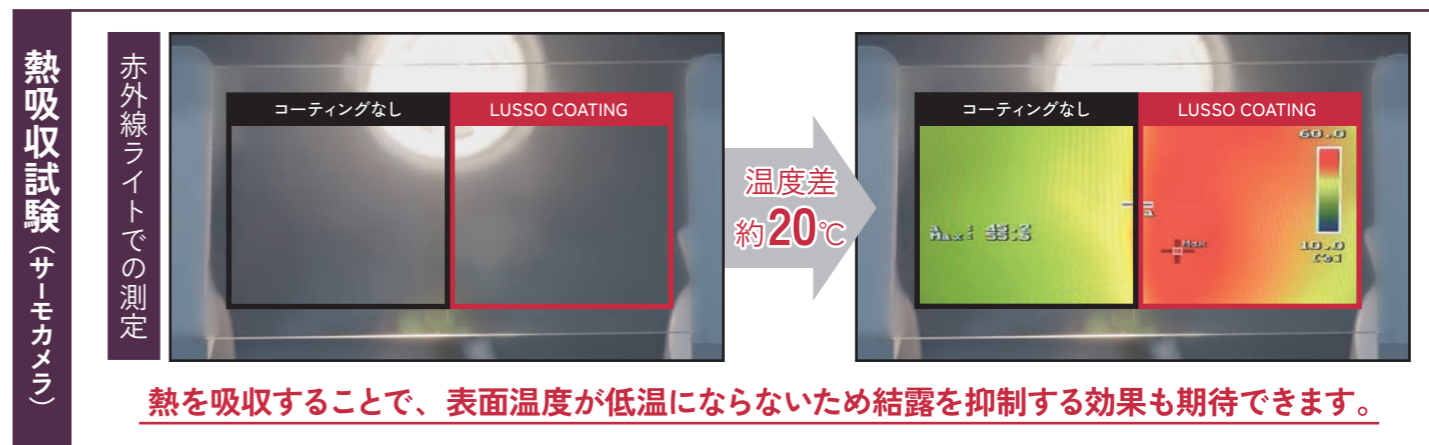 熱吸収試験（サーモカメラ）
赤外線ライトでの測定
コーティングなし
LUSSO COATING
温度差
約20℃
コーティングなし
LUSSO COATING
60.0
Max
10.0
熱を吸収することで、表面温度が低温にならないため結露を抑制する効果も期待できます。